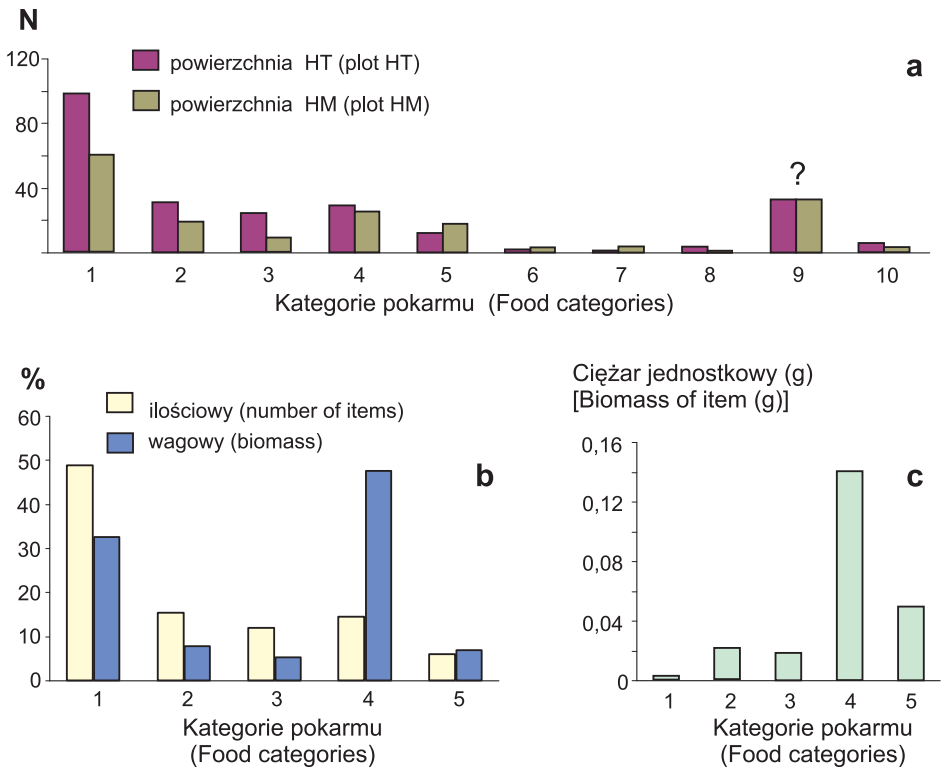 N
120
80
40
powierzchnia HT (plot HT)
powierzchnia HM (plot HM)
a
?
1 2 3 4 5 6 7 8 9 10
Kategorie pokarmu (Food categories)
%
60
50
40
30
20
10
0
ilościowy (number of items)
wagowy (biomass)
b
1 2 3 4 5
Kategorie pokarmu
(Food categories)
Ciężar jednostkowy (g)
[Biomass of item (g)]
0,16
0,12
0,08
0,04
0
c
1 2 3 4 5
Kategorie pokarmu
(Food categories)